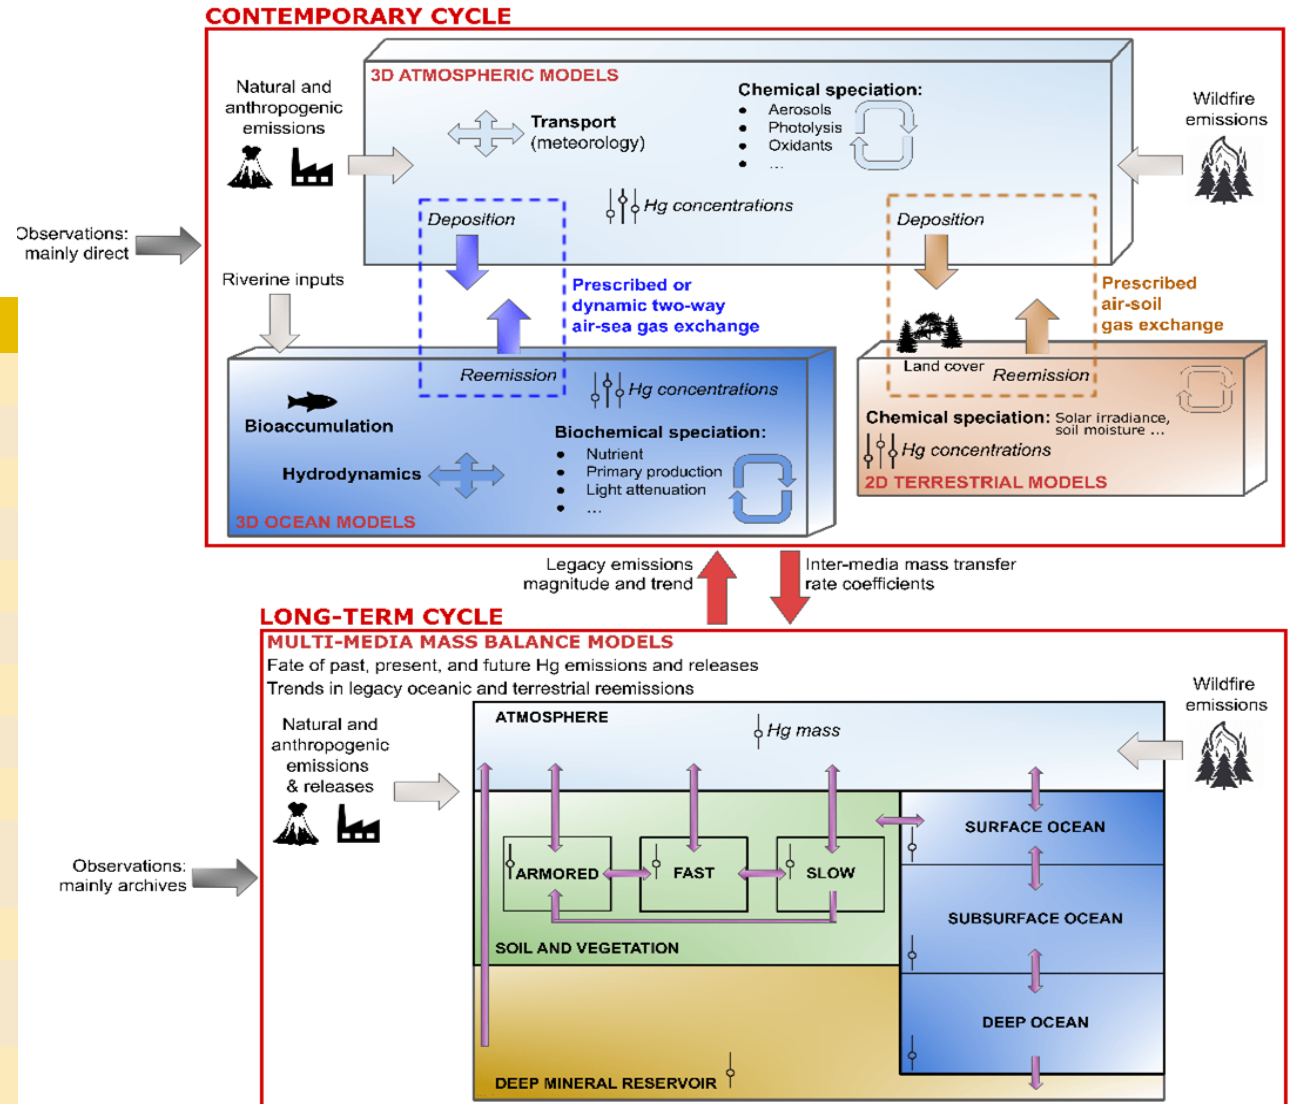 CONTEMPORARY CYCLE
3D ATMOSPHERIC MODELS
Natural and
anthropogenic
emissions
Transport
(meteorology)
Chemical speciation:
• Aerosols
• Photolysis
• Oxidants
• ...
Wildfire
emissions
Hg concentrations
Deposition
Deposition
Observations:
mainly direct
Riverine inputs
Prescribed or
dynamic two-way
air-sea gas exchange
Prescribed
air-soil
gas exchange
Reemission
Hg concentrations
Bioaccumulation
Biochemical speciation:
• Nutrient
• Primary production
• Light attenuation
• ...
Hydrodynamics
3D OCEAN MODELS
Land cover
Reemission
Chemical speciation: Solar irradiance,
soil moisture ...
Hg concentrations
2D TERRESTRIAL MODELS
Legacy emissions
magnitude and trend
Inter-media mass transfer
rate coefficients
LONG-TERM CYCLE
MULTI-MEDIA MASS BALANCE MODELS
Fate of past, present, and future Hg emissions and releases
Trends in legacy oceanic and terrestrial reemissions
Natural and
anthropogenic
emissions
& releases
ATMOSPHERE
Hg mass
Wildfire
emissions
Observations:
mainly archives
ARMORED
FAST
SLOW
SOIL AND VEGETATION
SURFACE OCEAN
SUBSURFACE OCEAN
DEEP OCEAN
DEEP MINERAL RESERVOIR